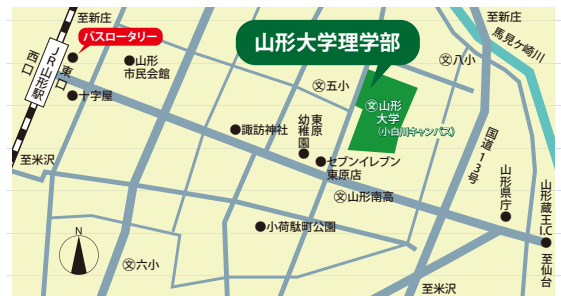 至新庄
バスロータリー
山形大学理学部
至新庄
馬見ケ崎川
西口
JR山形駅
東口
山形
市民会館
文八小
文五小
十字屋
文山形
大学
(小白川キャンパス)
諏訪神社
東原
幼稚園
国道13号
至米沢
セブンイレブン
東原店
文山形南高
山形県庁
山形蔵王I.C
小荷駄町公園
N
文六小
至仙台
至米沢